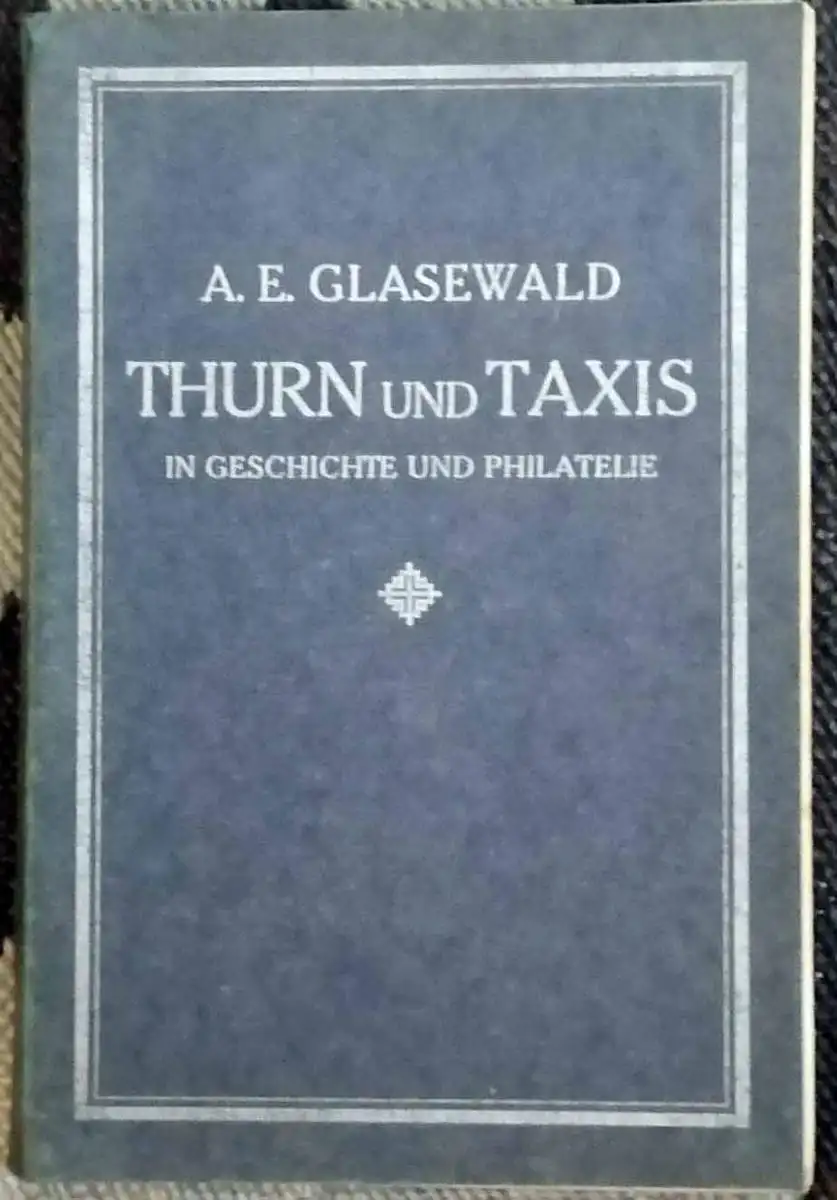 A. E. GLASEWALD
THURN UND TAXIS
IN GESCHICHTE UND PHILATELIE